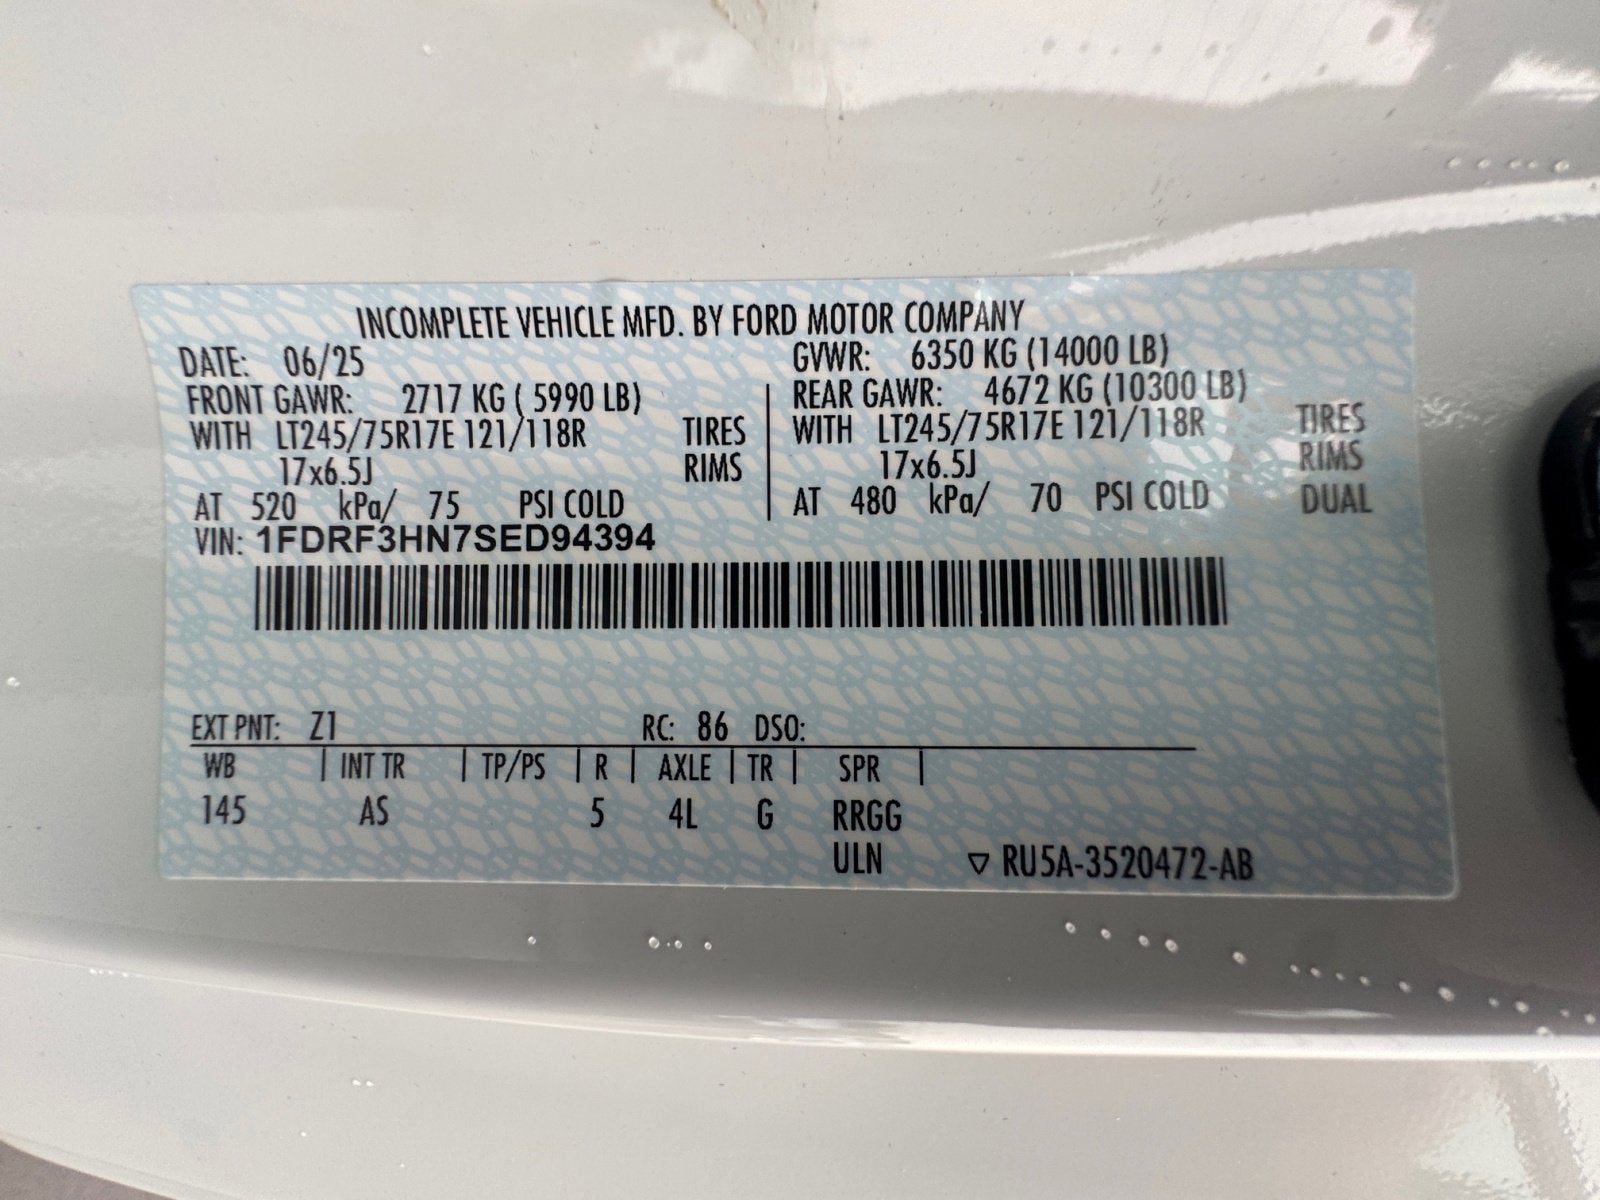 INCOMPLETE VEHICLE MFD. BY FORD MOTOR COMPANY
DATE: 06/25 GVWR: 6350 KG (14000 LB)
FRONT GAWR: 2717 KG ( 5990 LB) REAR GAWR: 4672 KG (10300 LB)
WITH LT245/75R17E 121/118R TIRES WITH LT245/75R17E 121/118R TIRES
17x6.5J RIMS 17x6.5J RIMS
AT 520 kPa/ 75 PSI COLD AT 480 kPa/ 70 PSI COLD DUAL
VIN: 1FDRF3HN7SED94394
EXT PNT: Z1 RC: 86 DSO:
WB | INT TR | TP/PS | R | AXLE | TR | SPR |
145 AS 5 4L G RRGG
ULN ▽ RU5A-3520472-AB